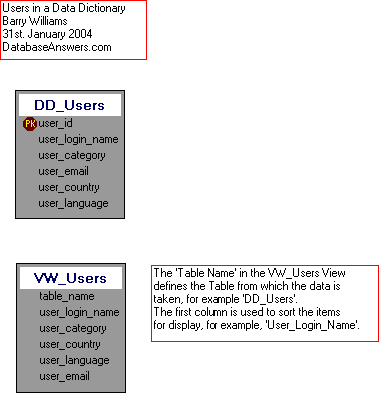 Users in a Data Dictionary
Barry Williams
31st. January 2004
DatabaseAnswers.com
DD_Users
PK user_id
user_login_name
user_category
user_email
user_country
user_language
VW_Users
table_name
user_login_name
user_category
user_country
user_language
user_email
The 'Table Name' in the VW_Users View
defines the Table from which the data is
taken, for example 'DD_Users'.
The first column is used to sort the items
for display, for example, 'User_Login_Name'.